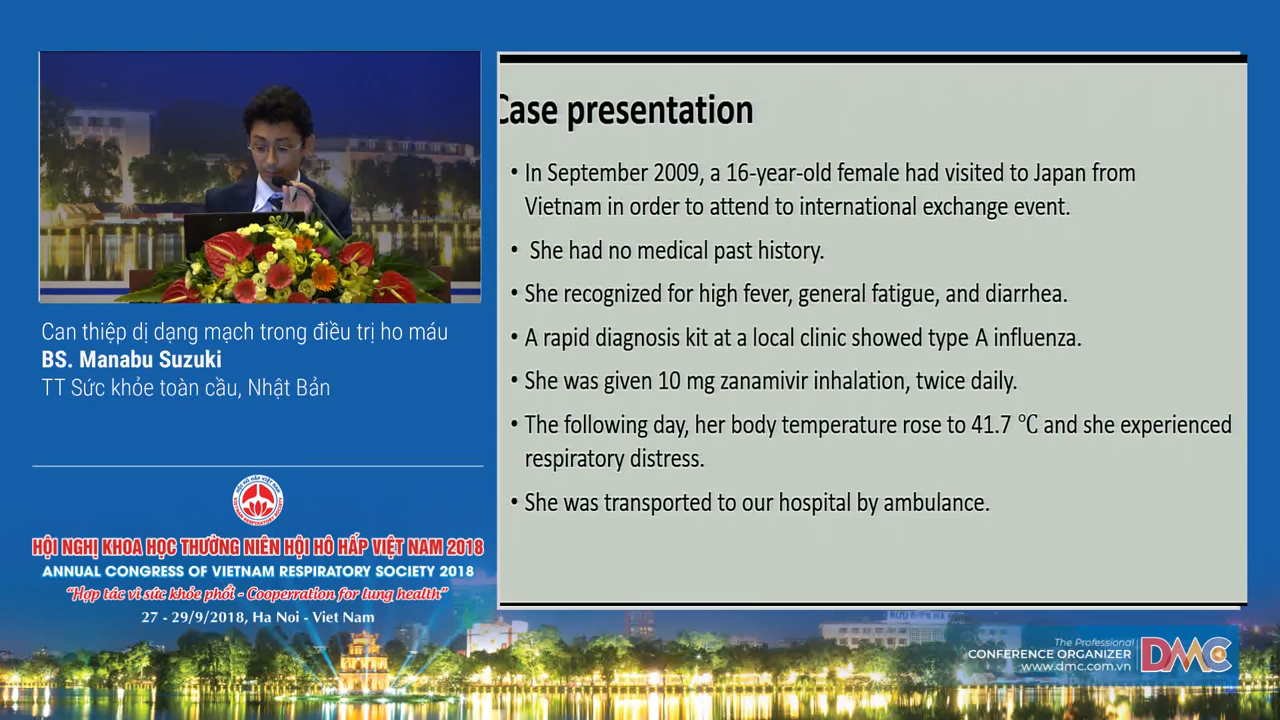 Case presentation
• In September 2009, a 16-year-old female had visited to Japan from
Vietnam in order to attend to international exchange event.
• She had no medical past history.
• She recognized for high fever, general fatigue, and diarrhea.
• A rapid diagnosis kit at a local clinic showed type A influenza.
• She was given 10 mg zanamivir inhalation, twice daily.
• The following day, her body temperature rose to 41.7 ℃ and she experienced
respiratory distress.
• She was transported to our hospital by ambulance.
Can thiệp dị dạng mạch trong điều trị ho máu
BS. Manabu Suzuki
TT Sức khỏe toàn cầu, Nhật Bản
HỘI NGHỊ KHOA HỌC THƯỜNG NIÊN HỘI HÔ HẤP VIỆT NAM 2018
ANNUAL CONGRESS OF VIETNAM RESPIRATORY SOCIETY 2018
"Hợp tác vì sức khỏe phổi - Cooperration for lung health"
27 - 29/9/2018, Ha Noi - Viet Nam
The Professional
CONFERENCE ORGANIZER
www.dmc.com.vn
DMC